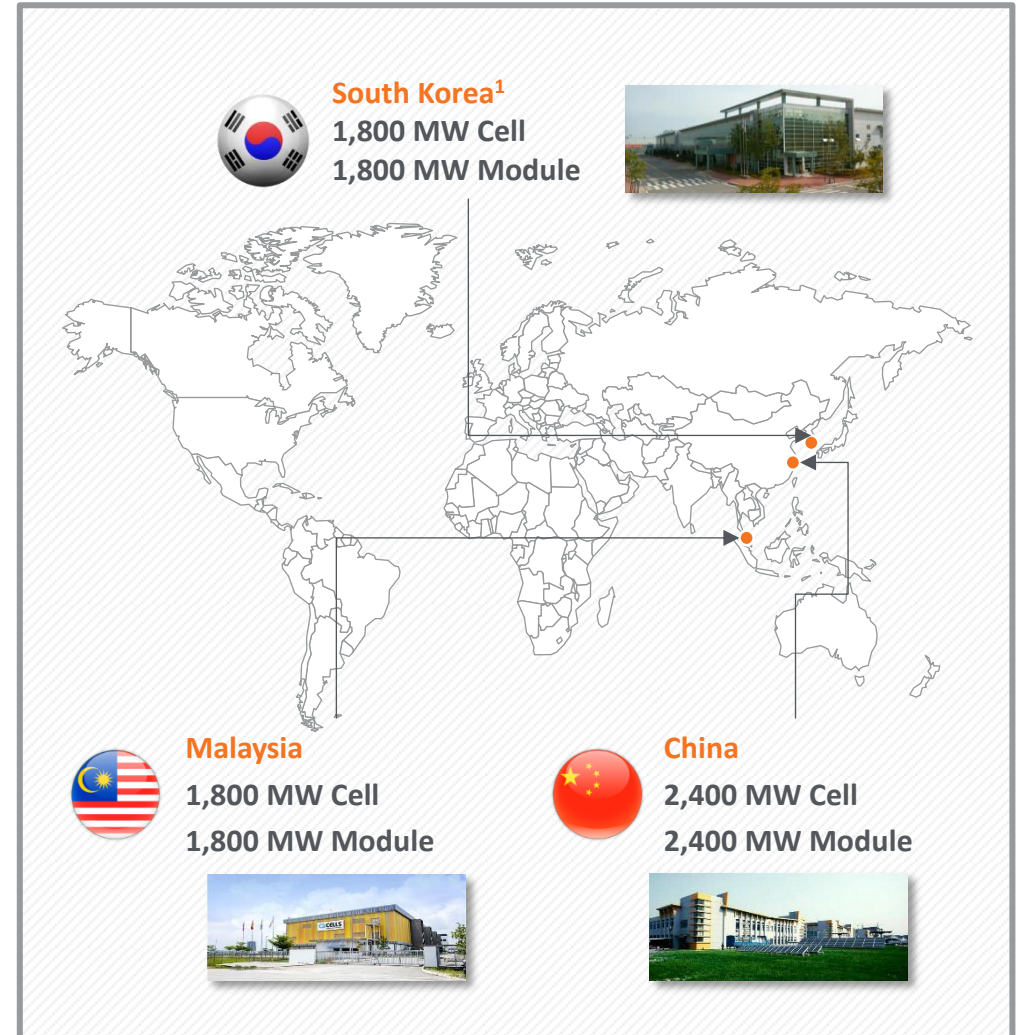 South Korea¹
1,800 MW Cell
1,800 MW Module
Malaysia
1,800 MW Cell
1,800 MW Module
China
2,400 MW Cell
2,400 MW Module
CELLS